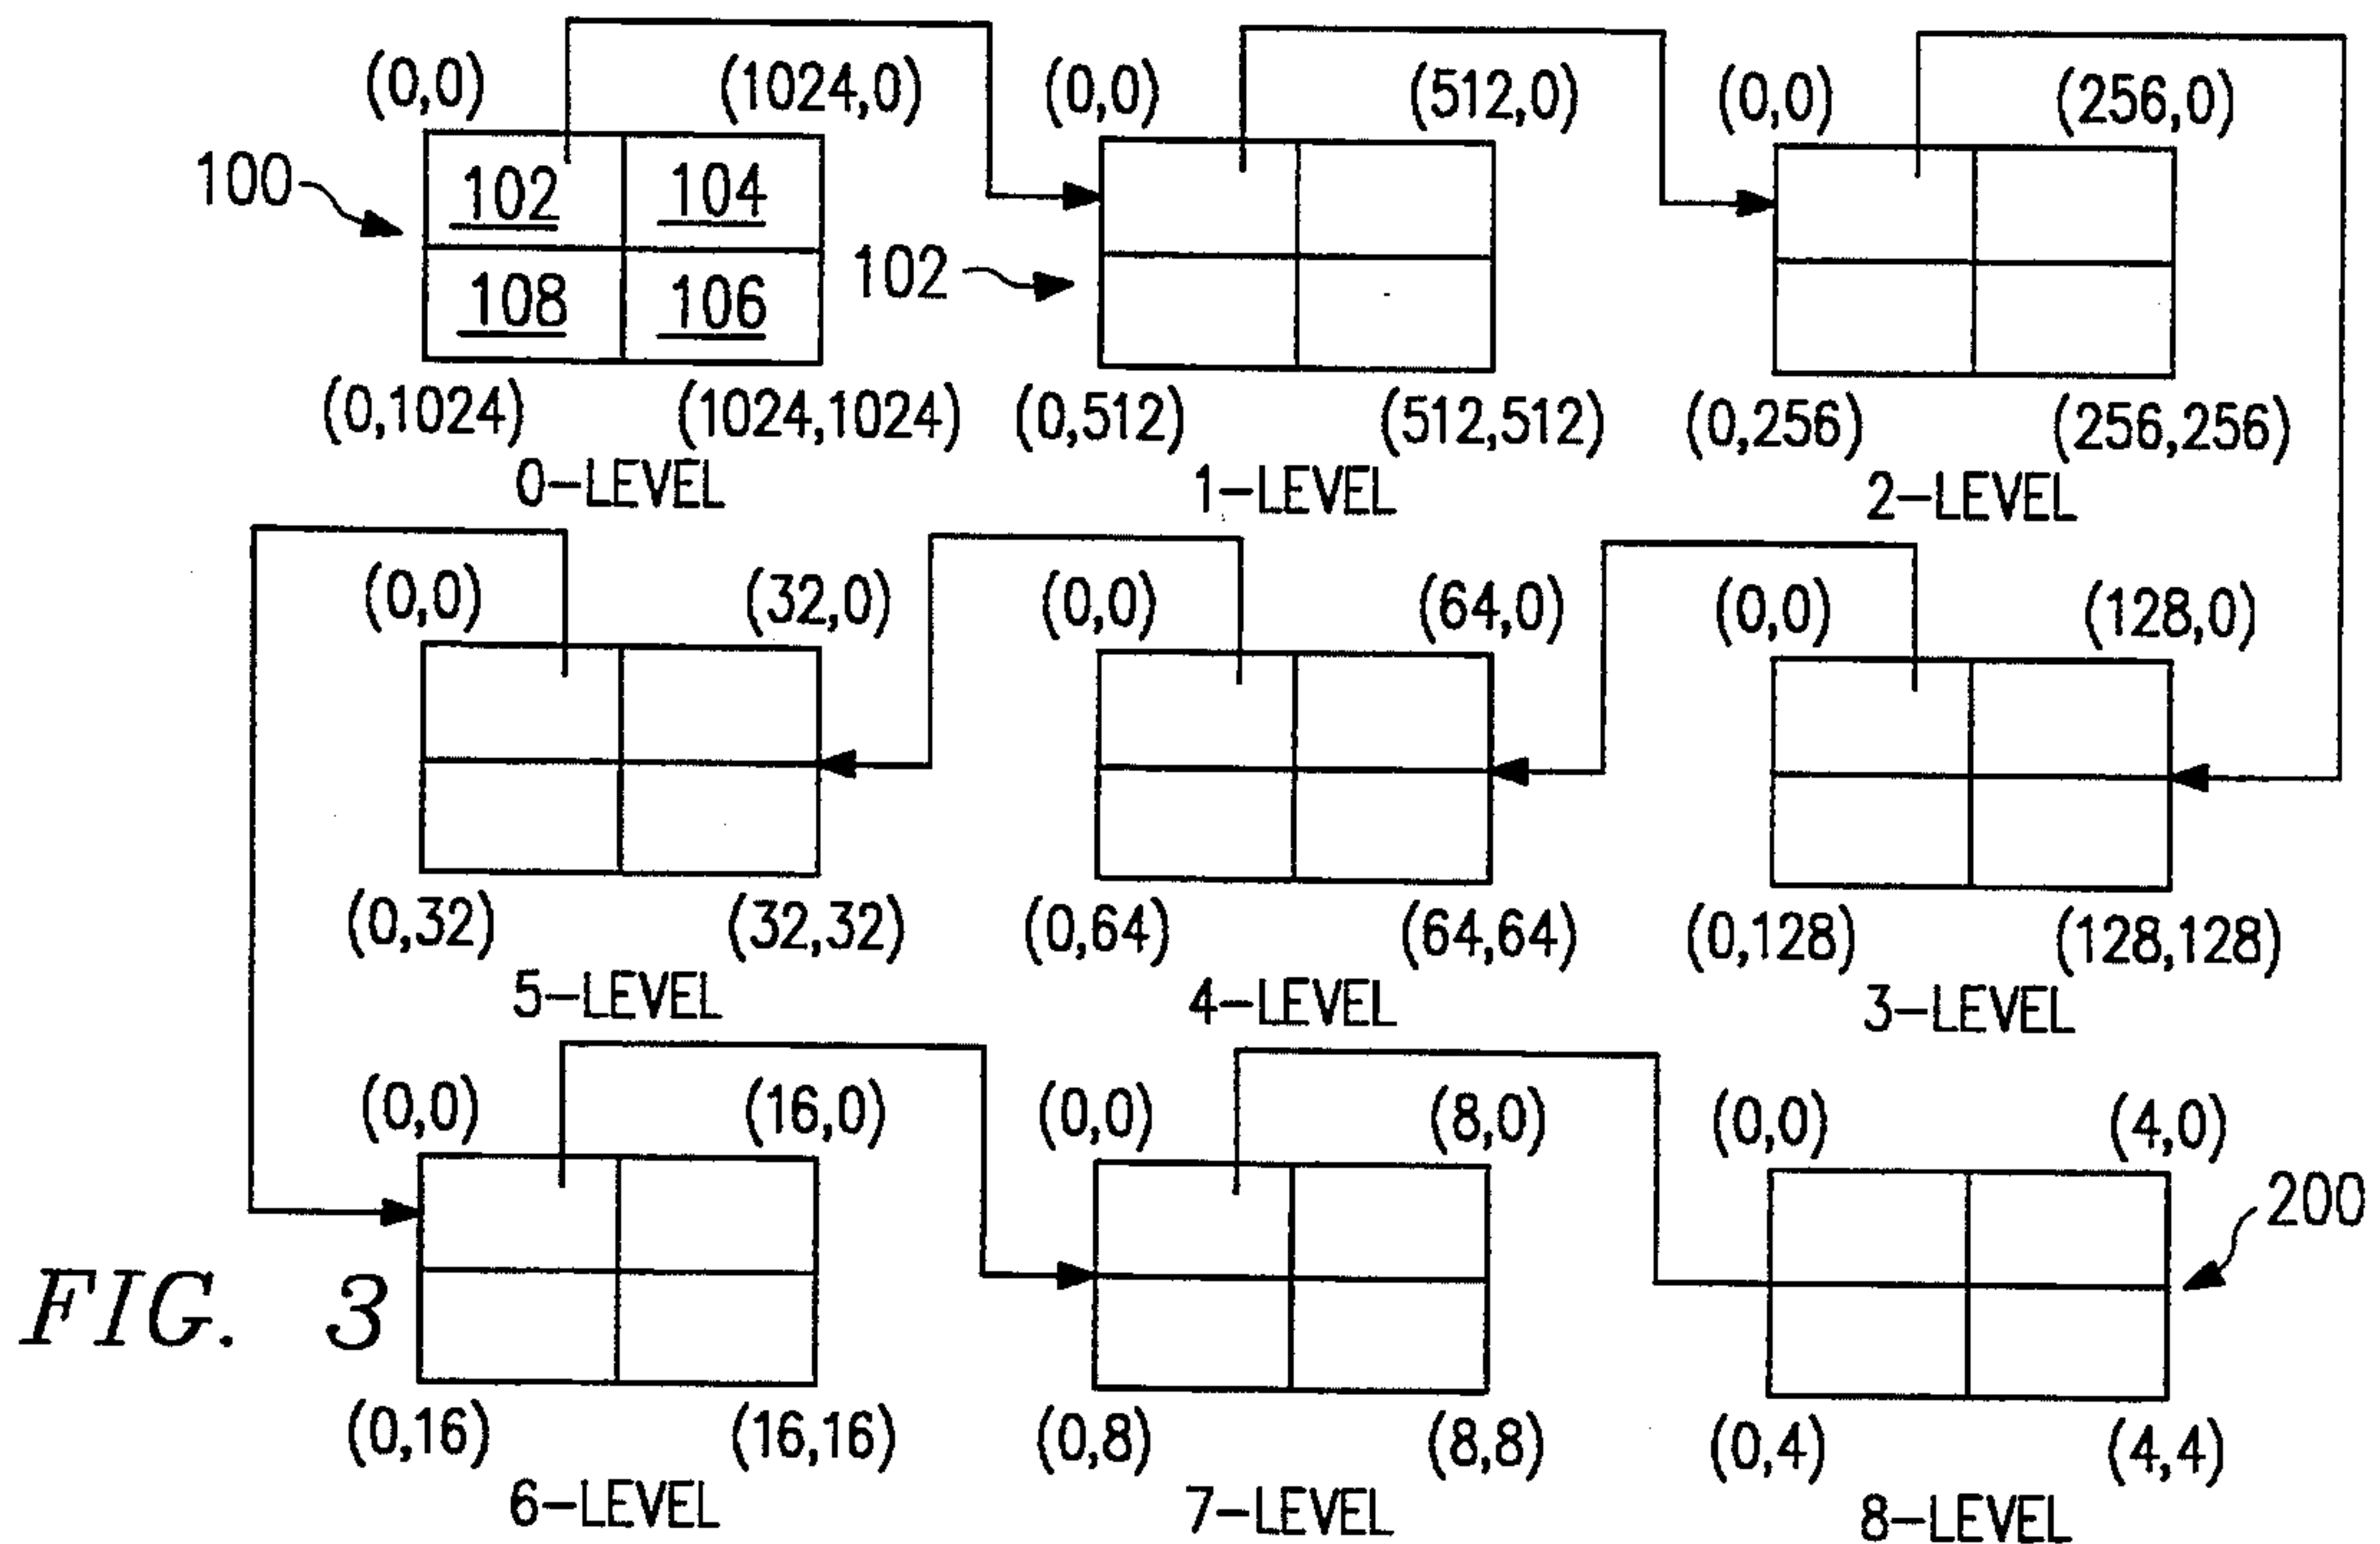 (0,0) (1024,0) (0,0) (512,0) (0,0) (256,0)
100 102 104
102
108 106
(0,1024) (1024,1024) (0,512) (512,512) (0,256) (256,256)
0-LEVEL 1-LEVEL 2-LEVEL
(0,0) (32,0) (0,0) (64,0) (0,0) (128,0)
(0,32) (32,32) (0,64) (64,64) (0,128) (128,128)
5-LEVEL 4-LEVEL 3-LEVEL
(0,0) (16,0) (0,0) (8,0) (0,0) (4,0)
200
FIG. 3
(0,16) (16,16) (0,8) (8,8) (0,4) (4,4)
6-LEVEL 7-LEVEL 8-LEVEL